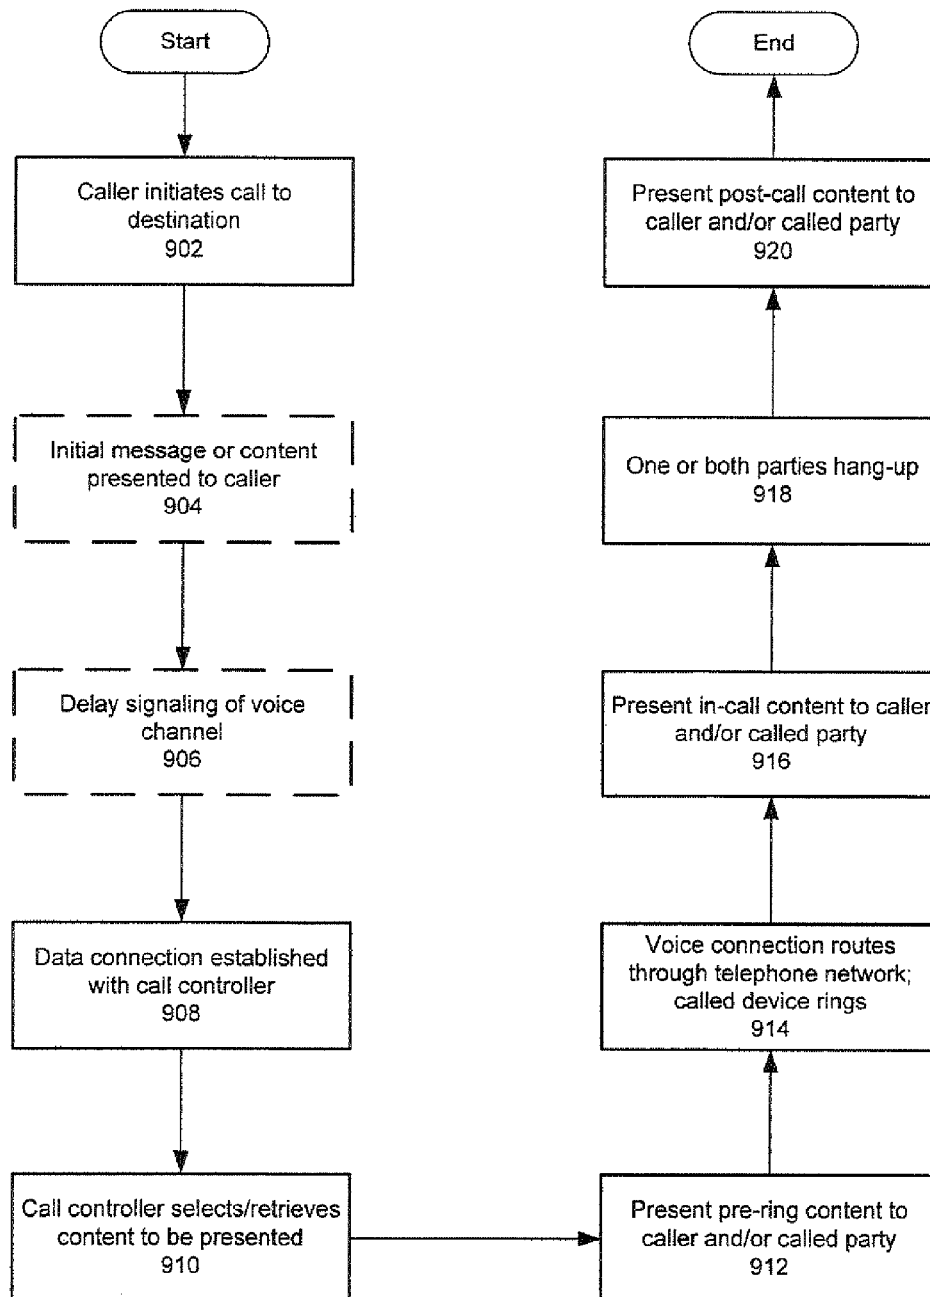 Start
Caller initiates call to
destination
902
Initial message or content
presented to caller
904
Delay signaling of voice
channel
906
Data connection established
with call controller
908
Call controller selects/retrieves
content to be presented
910
Present pre-ring content to
caller and/or called party
912
Voice connection routes
through telephone network;
called device rings
914
Present in-call content to caller
and/or called party
916
One or both parties hang-up
918
Present post-call content to
caller and/or called party
920
End